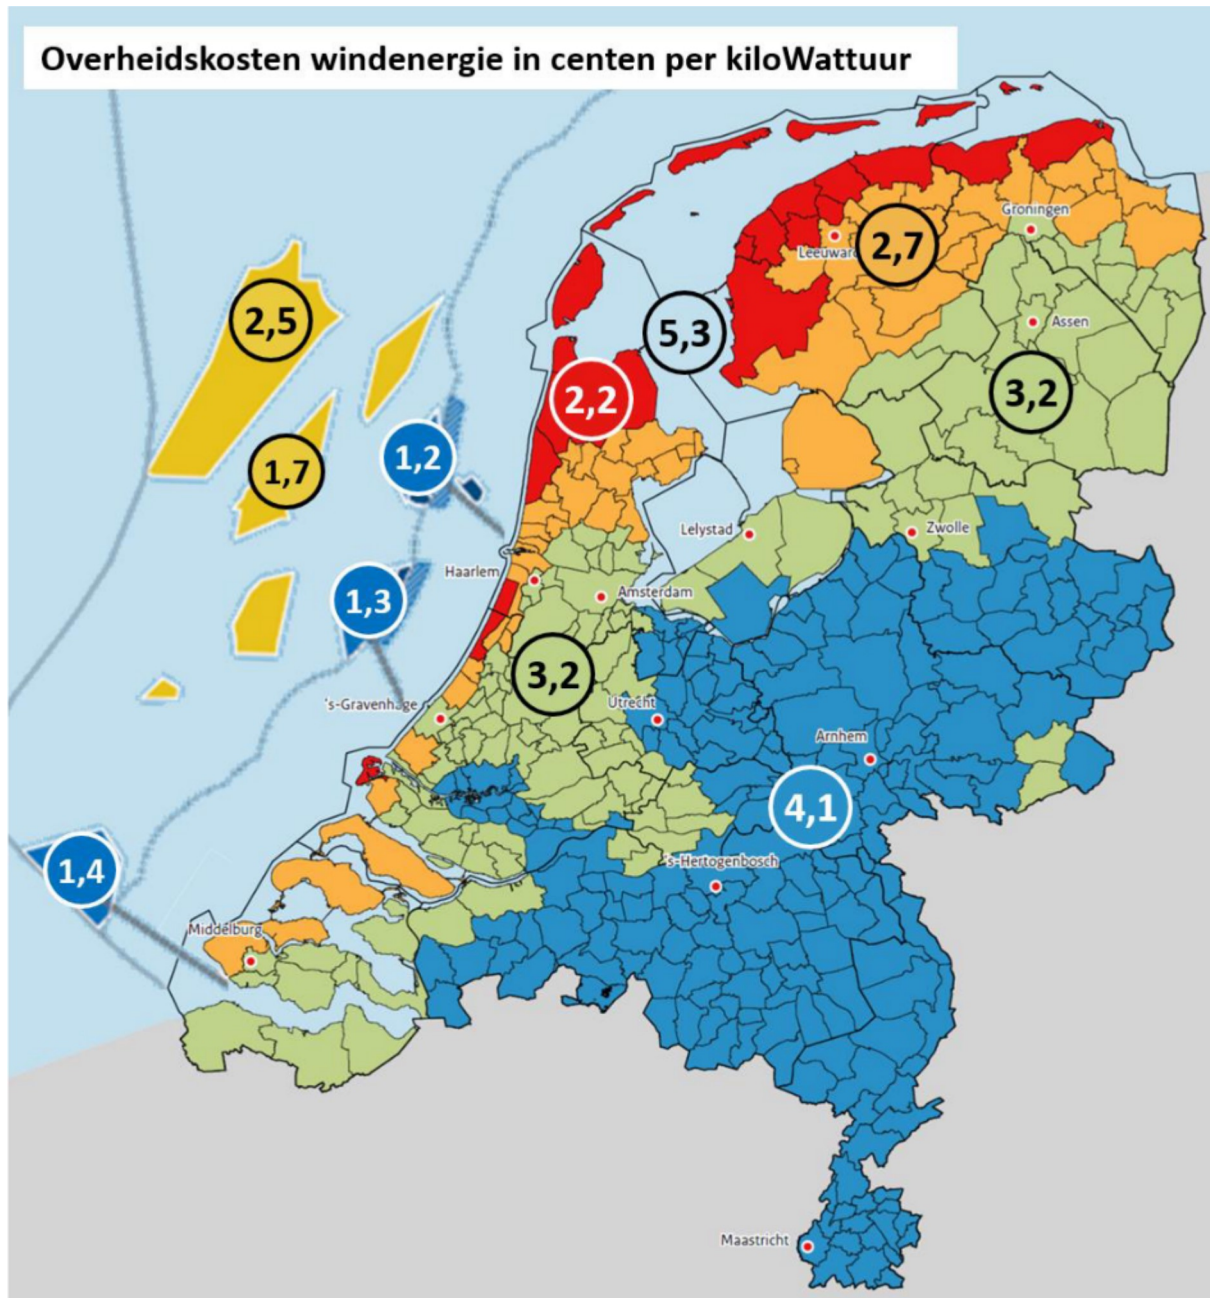 Overheidskosten windenergie in centen per kiloWattuur
Groningen
Leeuwarc
2,7
2,5
5,3
Assen
2,2
3,2
1,2
1,7
Lelystad
Zwolle
Haarlem
1,3
Amsterdam
3,2
's-Gravenhage
Utrecht
Arnhem
4,1
1,4
's-Hertogenbosch
Middelburg
Maastricht